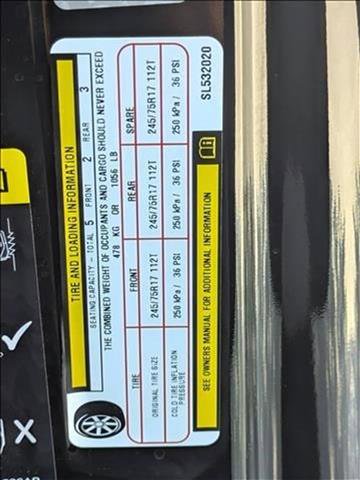 TIRE AND LOADING INFORMATION
SEATING CAPACITY - TOTAL 5 FRONT 2 REAR 3
THE COMBINED WEIGHT OF OCCUPANTS AND CARGO SHOULD NEVER EXCEED
478 KG OR 1056 LB
TIRE FRONT REAR SPARE
ORIGINAL TIRE SIZE 245/75R17 112T 245/75R17 112T 245/75R17 112T
COLD TIRE INFLATION PRESSURE 250 kPa / 36 PSI 250 kPa / 36 PSI 250 kPa / 36 PSI
SEE OWNERS MANUAL FOR ADDITIONAL INFORMATION
SL532020